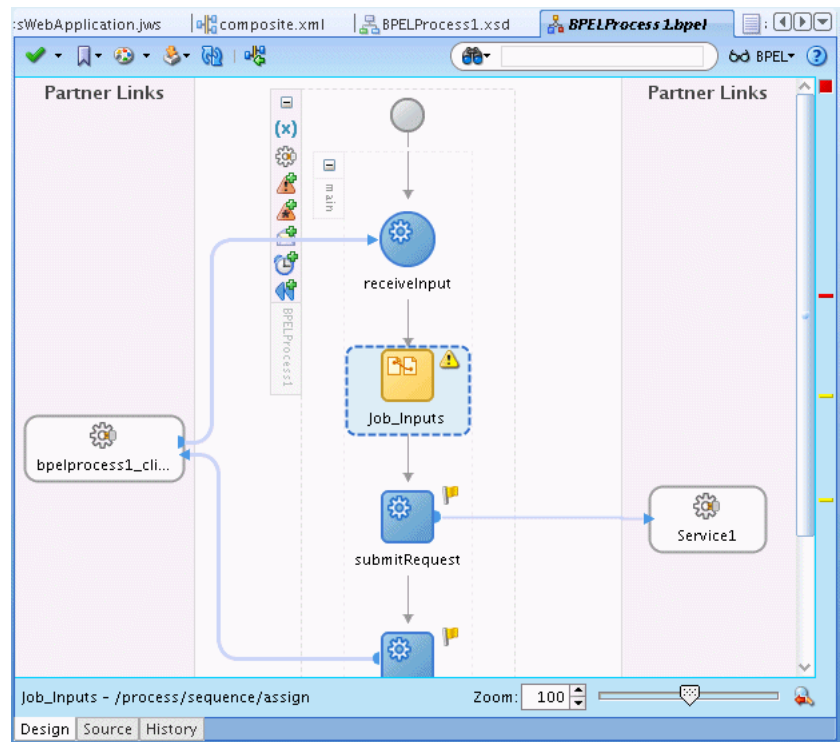 :sWebApplication.jws
composite.xml
BPELProcess1.xsd
BPELProcess1.bpel
:
BPEL
?
Partner Links
Partner Links
(x)
main
receiveInput
BPELProcess1
Job_Inputs
bpelprocess1_cli...
submitRequest
Service1
Job_Inputs - /process/sequence/assign
Zoom: 100
Design
Source
History